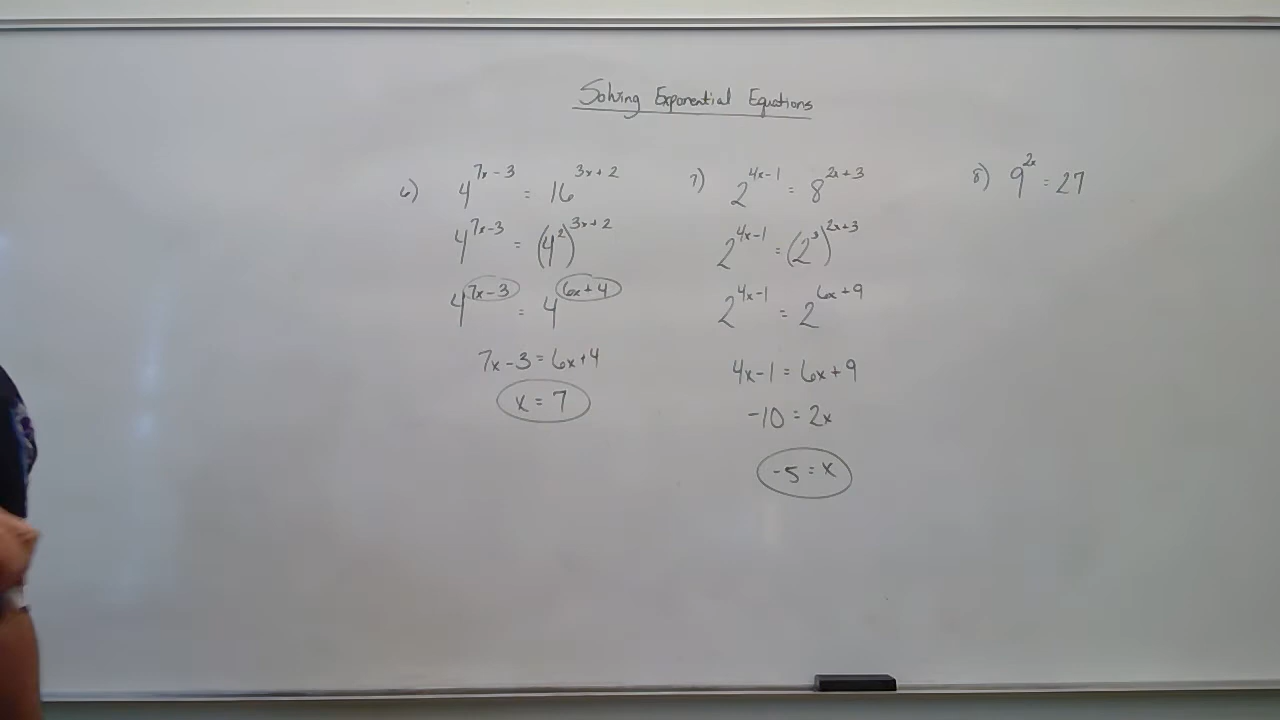 Solving Exponential Equations
6) 4^{7x-3} = 16^{3x+2}
4^{7x-3} = (4^2)^{3x+2}
4^{7x-3} = 4^{6x+4}
7x-3 = 6x+4
x = 7
7) 2^{4x-1} = 8^{2x+3}
2^{4x-1} = (2^3)^{2x+3}
2^{4x-1} = 2^{6x+9}
4x-1 = 6x+9
-10 = 2x
-5 = x
8) 9^{2x} = 27